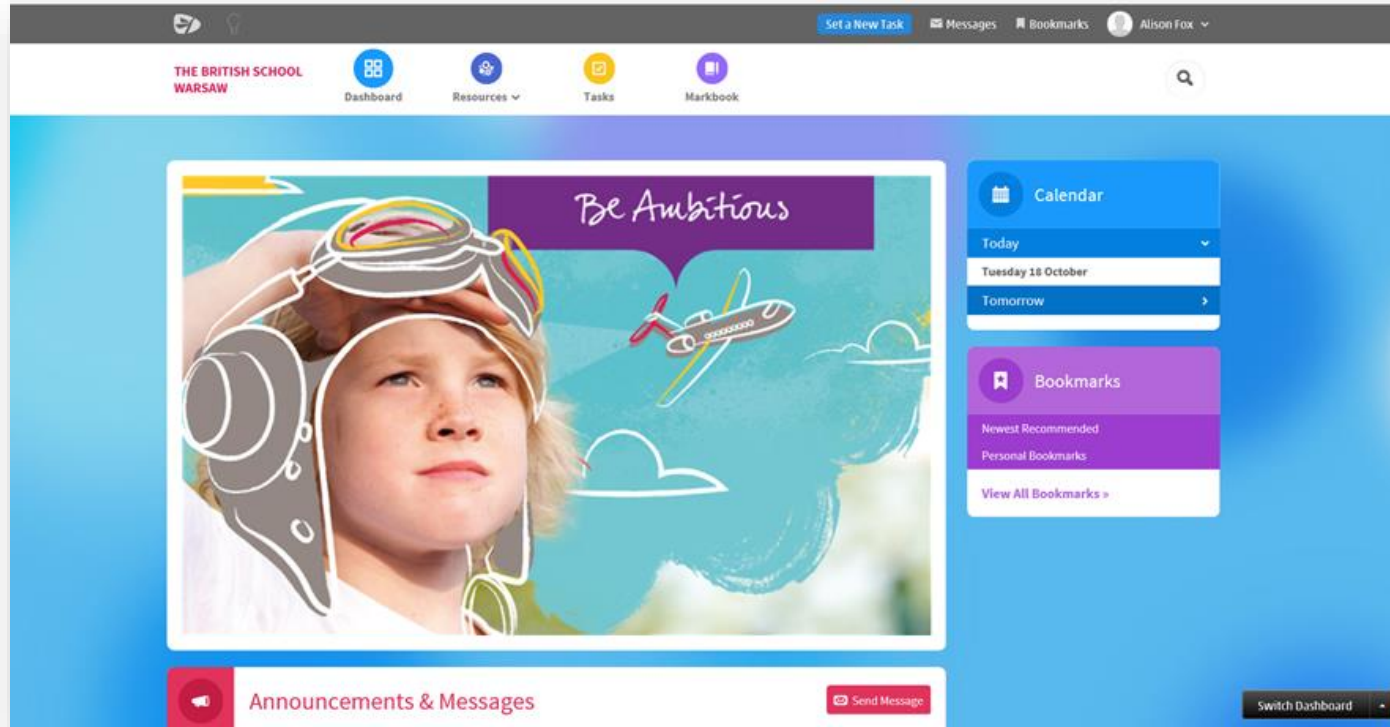 Set a New Task
Messages
Bookmarks
Alison Fox
THE BRITISH SCHOOL
WARSAW
Dashboard
Resources
Tasks
Markbook
Be Ambitious
Calendar
Today
Tuesday 18 October
Tomorrow
Bookmarks
Newest Recommended
Personal Bookmarks
View All Bookmarks »
Announcements & Messages
Send Message
Switch Dashboard